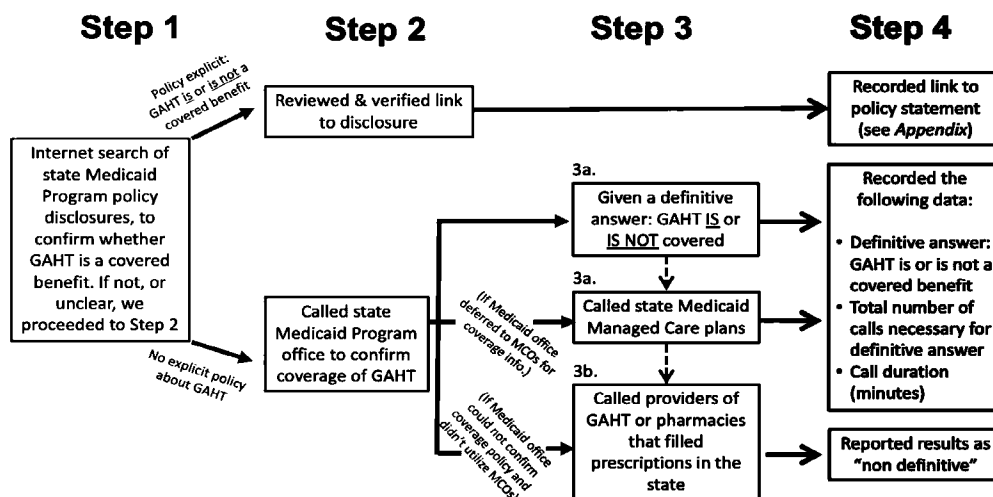 Step 1
Step 2
Step 3
Step 4
Policy explicit:
GAHT is or is not a
covered benefit
Internet search of
state Medicaid
Program policy
disclosures, to
confirm whether
GAHT is a covered
benefit. If not, or
unclear, we
proceeded to Step 2
No explicit policy
about GAHT
Reviewed & verified link
to disclosure
Called state
Medicaid Program
office to confirm
coverage of GAHT
(If Medicaid office
deferred to MCOs for
coverage info.)
(If Medicaid office
could not confirm
coverage policy and
didn't utilize MCOs)
3a.
Given a definitive
answer: GAHT IS or
IS NOT covered
3a.
Called state Medicaid
Managed Care plans
3b.
Called providers of
GAHT or pharmacies
that filled
prescriptions in the
state
Recorded link to
policy statement
(see Appendix)
Recorded the
following data:
• Definitive answer:
GAHT is or is not a
covered benefit
• Total number of
calls necessary for
definitive answer
• Call duration
(minutes)
Reported results as
"non definitive"